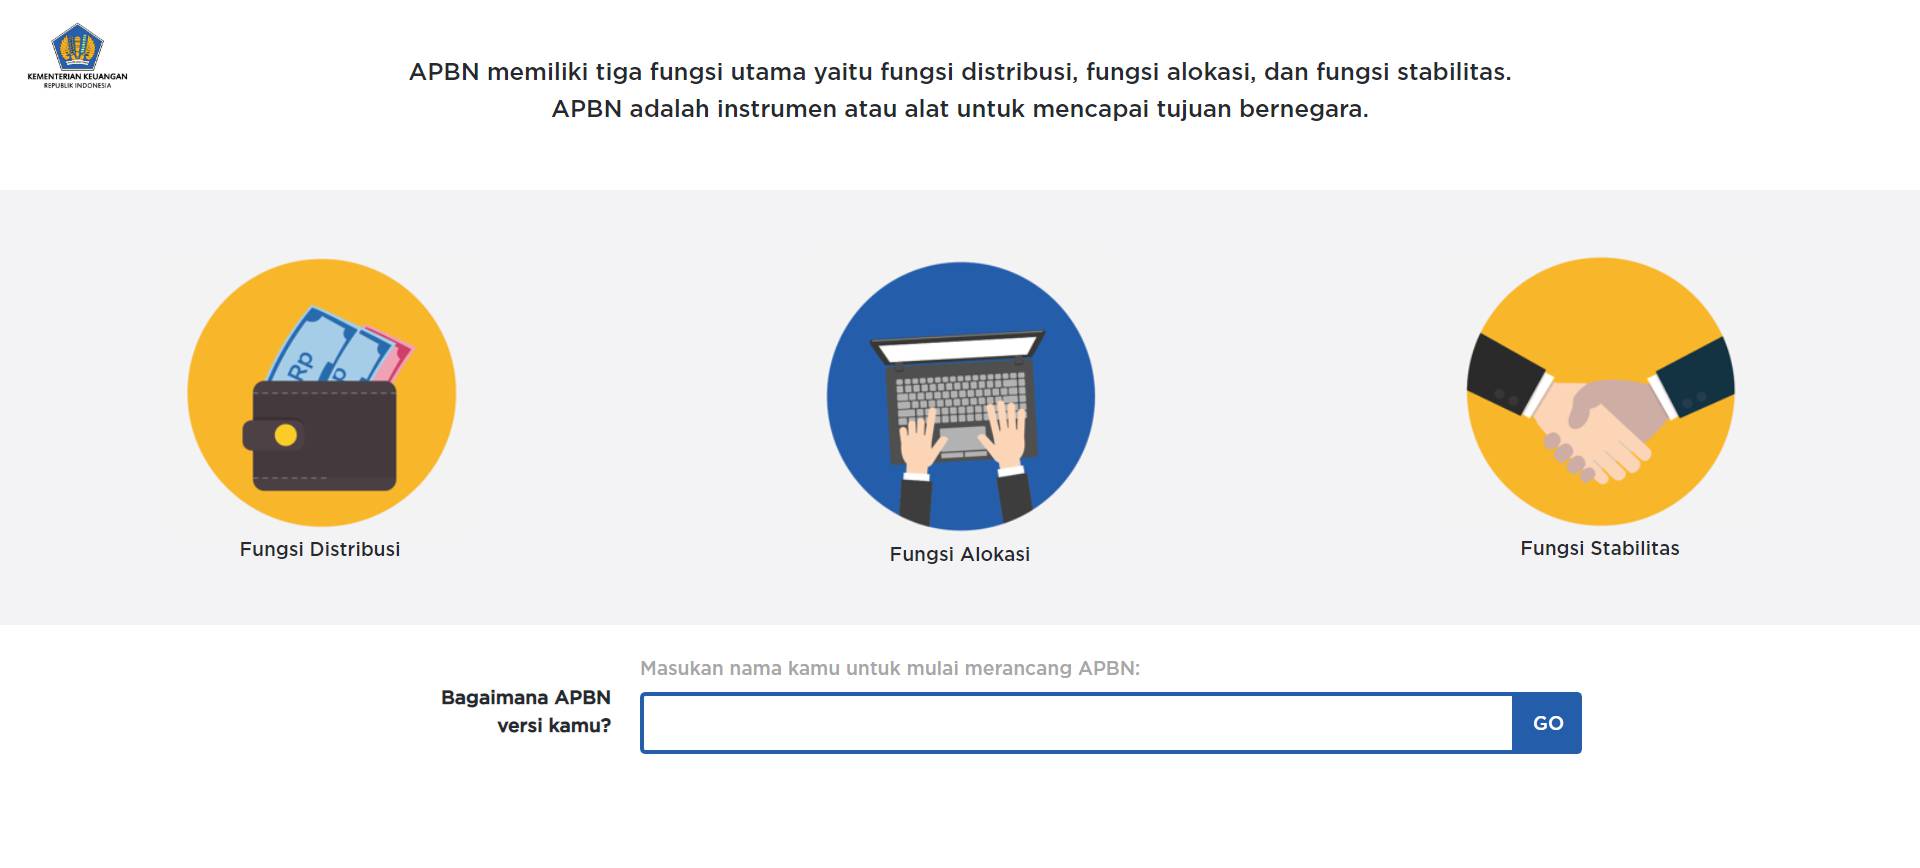 KEMENTERIAN KEUANGAN
REPUBLIK INDONESIA
APBN memiliki tiga fungsi utama yaitu fungsi distribusi, fungsi alokasi, dan fungsi stabilitas.
APBN adalah instrumen atau alat untuk mencapai tujuan bernegara.
Rp
Fungsi Distribusi
Fungsi Alokasi
Fungsi Stabilitas
Masukan nama kamu untuk mulai merancang APBN:
Bagaimana APBN
versi kamu?
GO